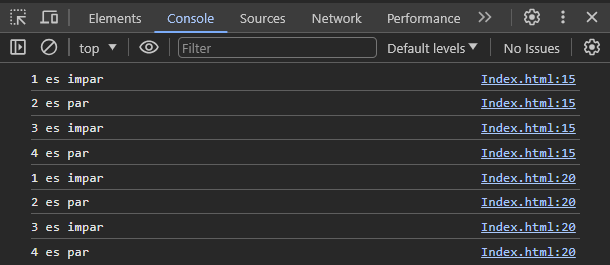 Elements Console Sources Network Performance
top Filter Default levels No Issues
1 es impar Index.html:15
2 es par Index.html:15
3 es impar Index.html:15
4 es par Index.html:15
1 es impar Index.html:20
2 es par Index.html:20
3 es impar Index.html:20
4 es par Index.html:20